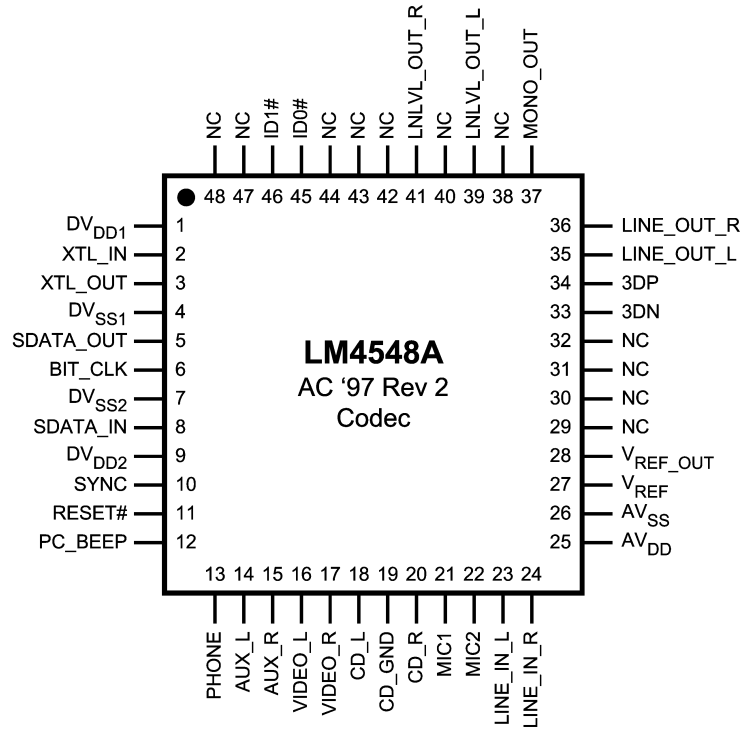 NC
NC
ID1#
ID0#
NC
NC
NC
LNLVL_OUT_R
NC
LNLVL_OUT_L
NC
MONO_OUT
48 47 46 45 44 43 42 41 40 39 38 37
DVDD1 1
XTL_IN 2
XTL_OUT 3
DVSS1 4
SDATA_OUT 5
BIT_CLK 6
DVSS2 7
SDATA_IN 8
DVDD2 9
SYNC 10
RESET# 11
PC_BEEP 12
LM4548A
AC ‘97 Rev 2
Codec
36 LINE_OUT_R
35 LINE_OUT_L
34 3DP
33 3DN
32 NC
31 NC
30 NC
29 NC
28 VREF_OUT
27 VREF
26 AVSS
25 AVDD
13 14 15 16 17 18 19 20 21 22 23 24
PHONE
AUX_L
AUX_R
VIDEO_L
VIDEO_R
CD_L
CD_GND
CD_R
MIC1
MIC2
LINE_IN_L
LINE_IN_R